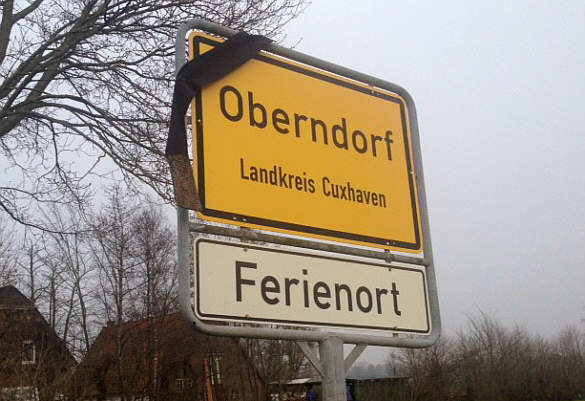 Oberndorf
Landkreis Cuxhaven
Ferienort